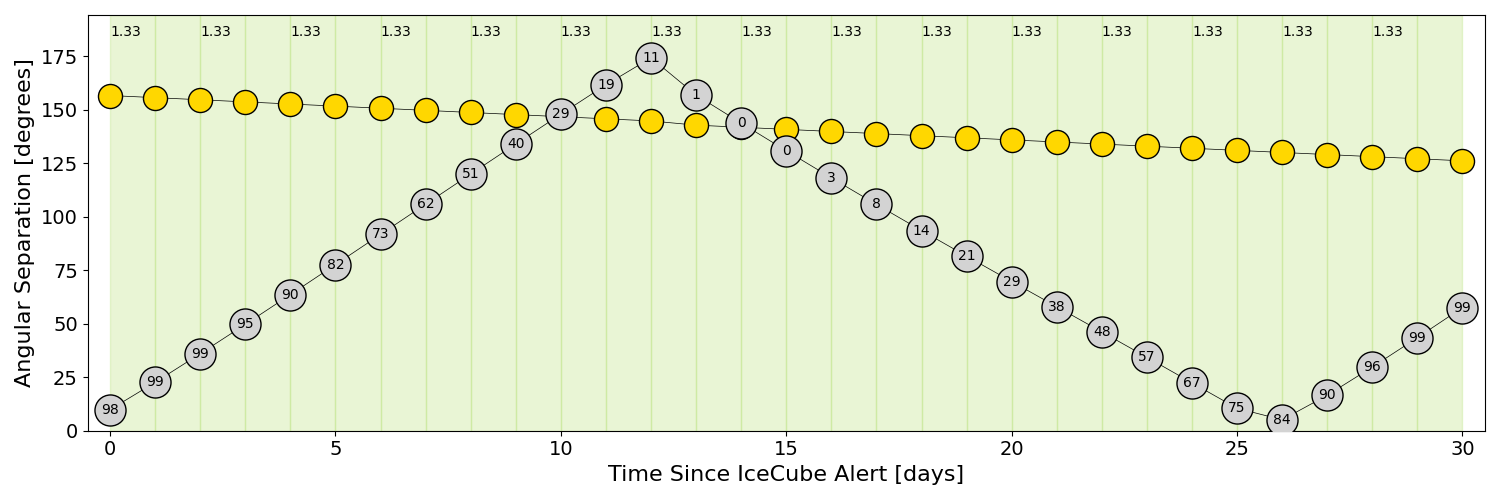 1.33 1.33 1.33 1.33 1.33 1.33 1.33 1.33 1.33 1.33 1.33 1.33 1.33 1.33 1.33
Angular Separation [degrees]
175
150
125
100
75
50
25
0
98 99 99 95 90 82 73 62 51 40 29 19 11 1 0 0 3 8 14 21 29 38 48 57 67 75 84 90 96 99 99
0 5 10 15 20 25 30
Time Since IceCube Alert [days]